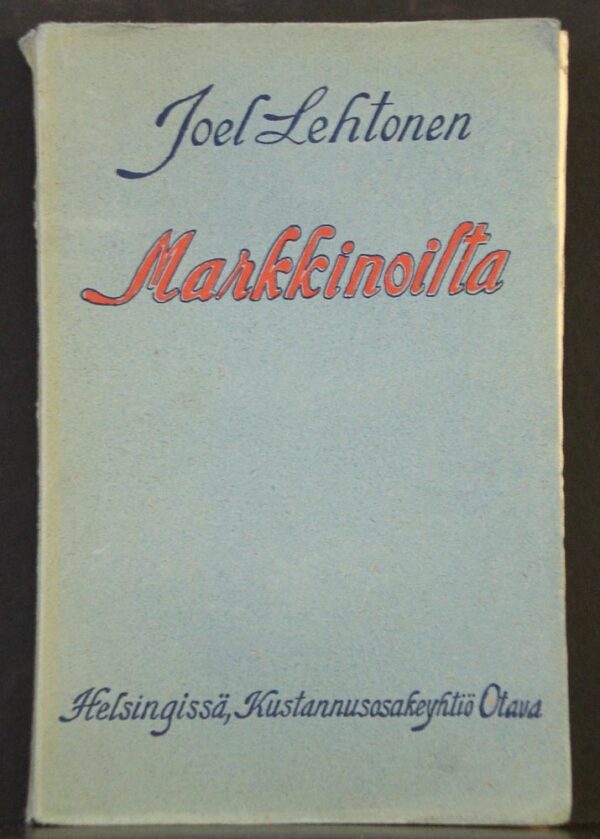 Joel Lehtonen
Markkinoilta
Helsingissä, Kustannusosakeyhtiö Otava